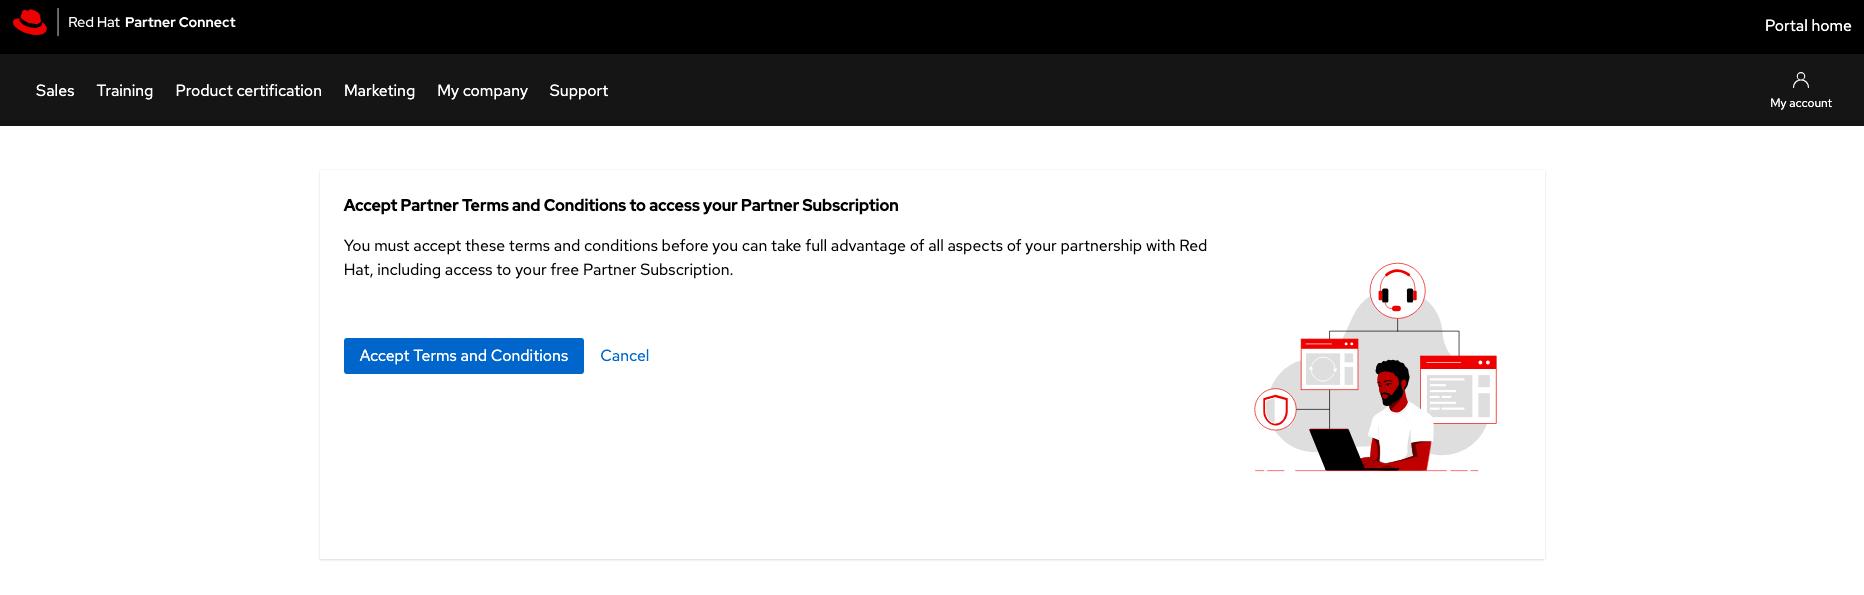 Red Hat Partner Connect
Portal home
Sales Training Product certification Marketing My company Support
My account
Accept Partner Terms and Conditions to access your Partner Subscription
You must accept these terms and conditions before you can take full advantage of all aspects of your partnership with Red
Hat, including access to your free Partner Subscription.
Accept Terms and Conditions Cancel